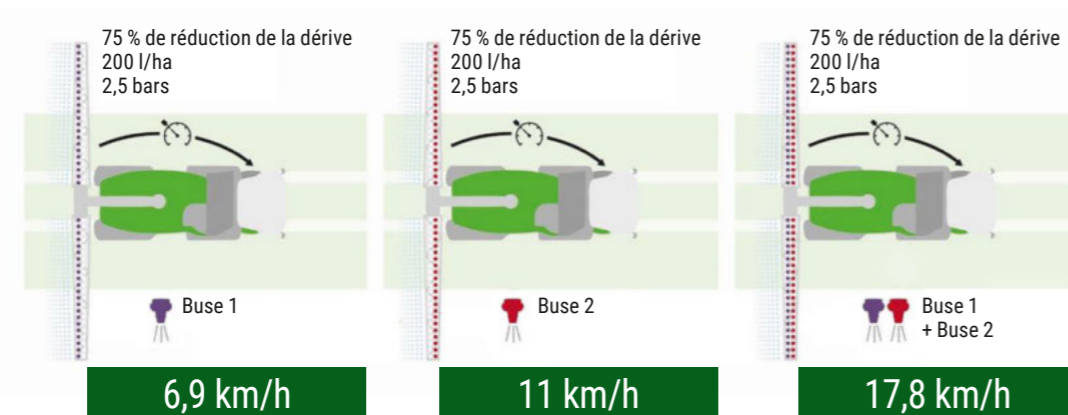 75 % de réduction de la dérive
200 l/ha
2,5 bars
Buse 1
6,9 km/h
75 % de réduction de la dérive
200 l/ha
2,5 bars
Buse 2
11 km/h
75 % de réduction de la dérive
200 l/ha
2,5 bars
Buse 1
+ Buse 2
17,8 km/h